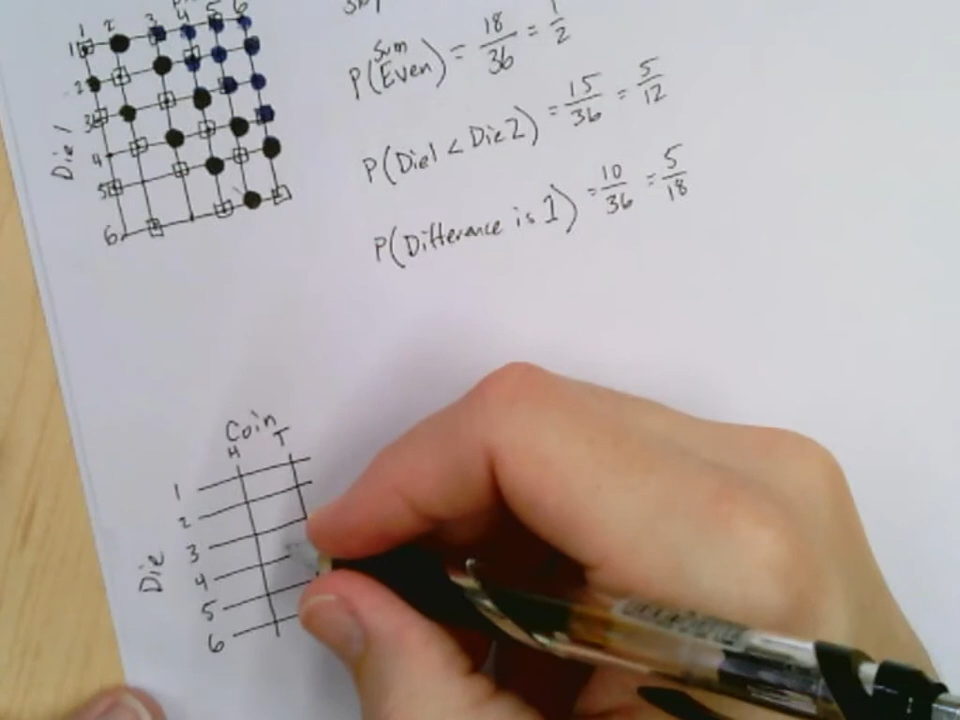 1 2 3 4 5 6
1
2
3
4
5
6
Die 1
P(Sum Even) = 18/36 = 1/2
P(Die1 < Die2) = 15/36 = 5/12
P(Difference is 1) = 10/36 = 5/18
Coin
H T
1
2
3
4
5
6
Die